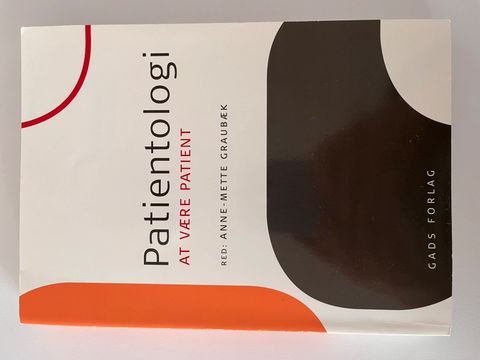 Patientologi
AT VÆRE PATIENT
RED: ANNE-METTE GRAUBÆK
GADS FORLAG